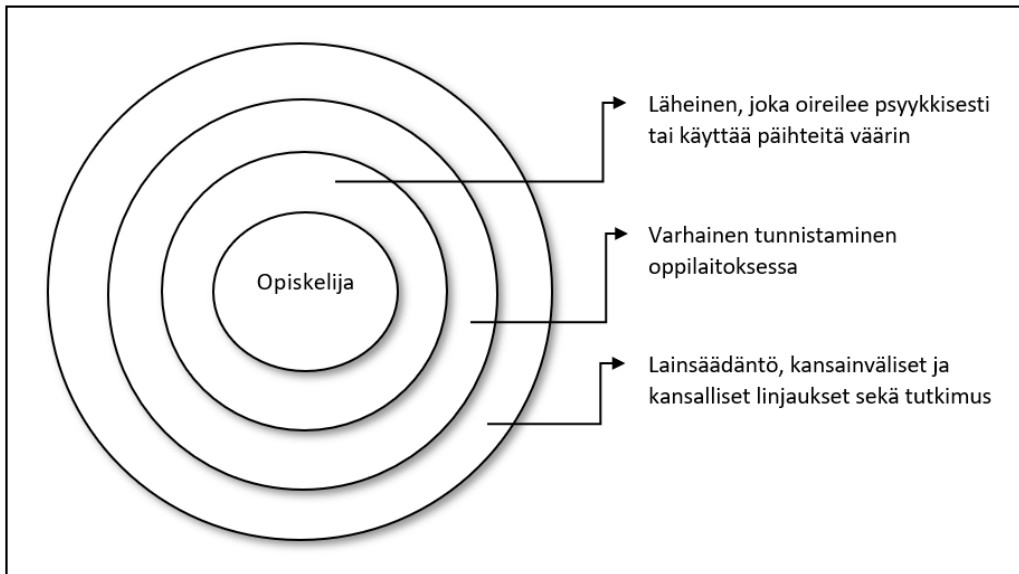 Läheinen, joka oireilee psyykkisesti
tai käyttää päihteitä väärin
Varhainen tunnistaminen
oppilaitoksessa
Opiskelija
Lainsäädäntö, kansainväliset ja
kansalliset linjaukset sekä tutkimus